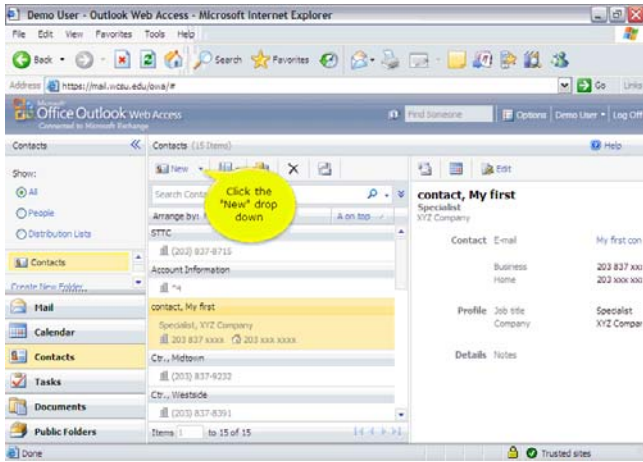 Demo User - Outlook Web Access - Microsoft Internet Explorer
File Edit View Favorites Tools Help
Back Search Favorites
Address https://mail.wcsu.edu/owa/# Go Links
Microsoft
Office Outlook Web Access
Connected to Microsoft Exchange
Find Someone Options Demo User Log Off
Contacts Contacts (15 Items) Help
Show:
All
People
Distribution Lists
Contacts
Create New Folder...
Mail
Calendar
Contacts
Tasks
Documents
Public Folders
New
Click the
"New" drop
down
Search Conta
Arrange by: A on top
STTC
(203) 837-8715
Account Information
contact, My first
Specialist, XYZ Company
203 837 xxxx 203 xxx xxxx
Ctr., Midtown
(203) 837-9232
Ctr., Westside
(203) 837-8391
Items to 15 of 15
Edit
contact, My first
Specialist
XYZ Company
Contact E-mail My first con
Business 203 837 xxx
Home 203 xxx xxx
Profile Job title Specialist
Company XYZ Compan
Details Notes
Done Trusted sites